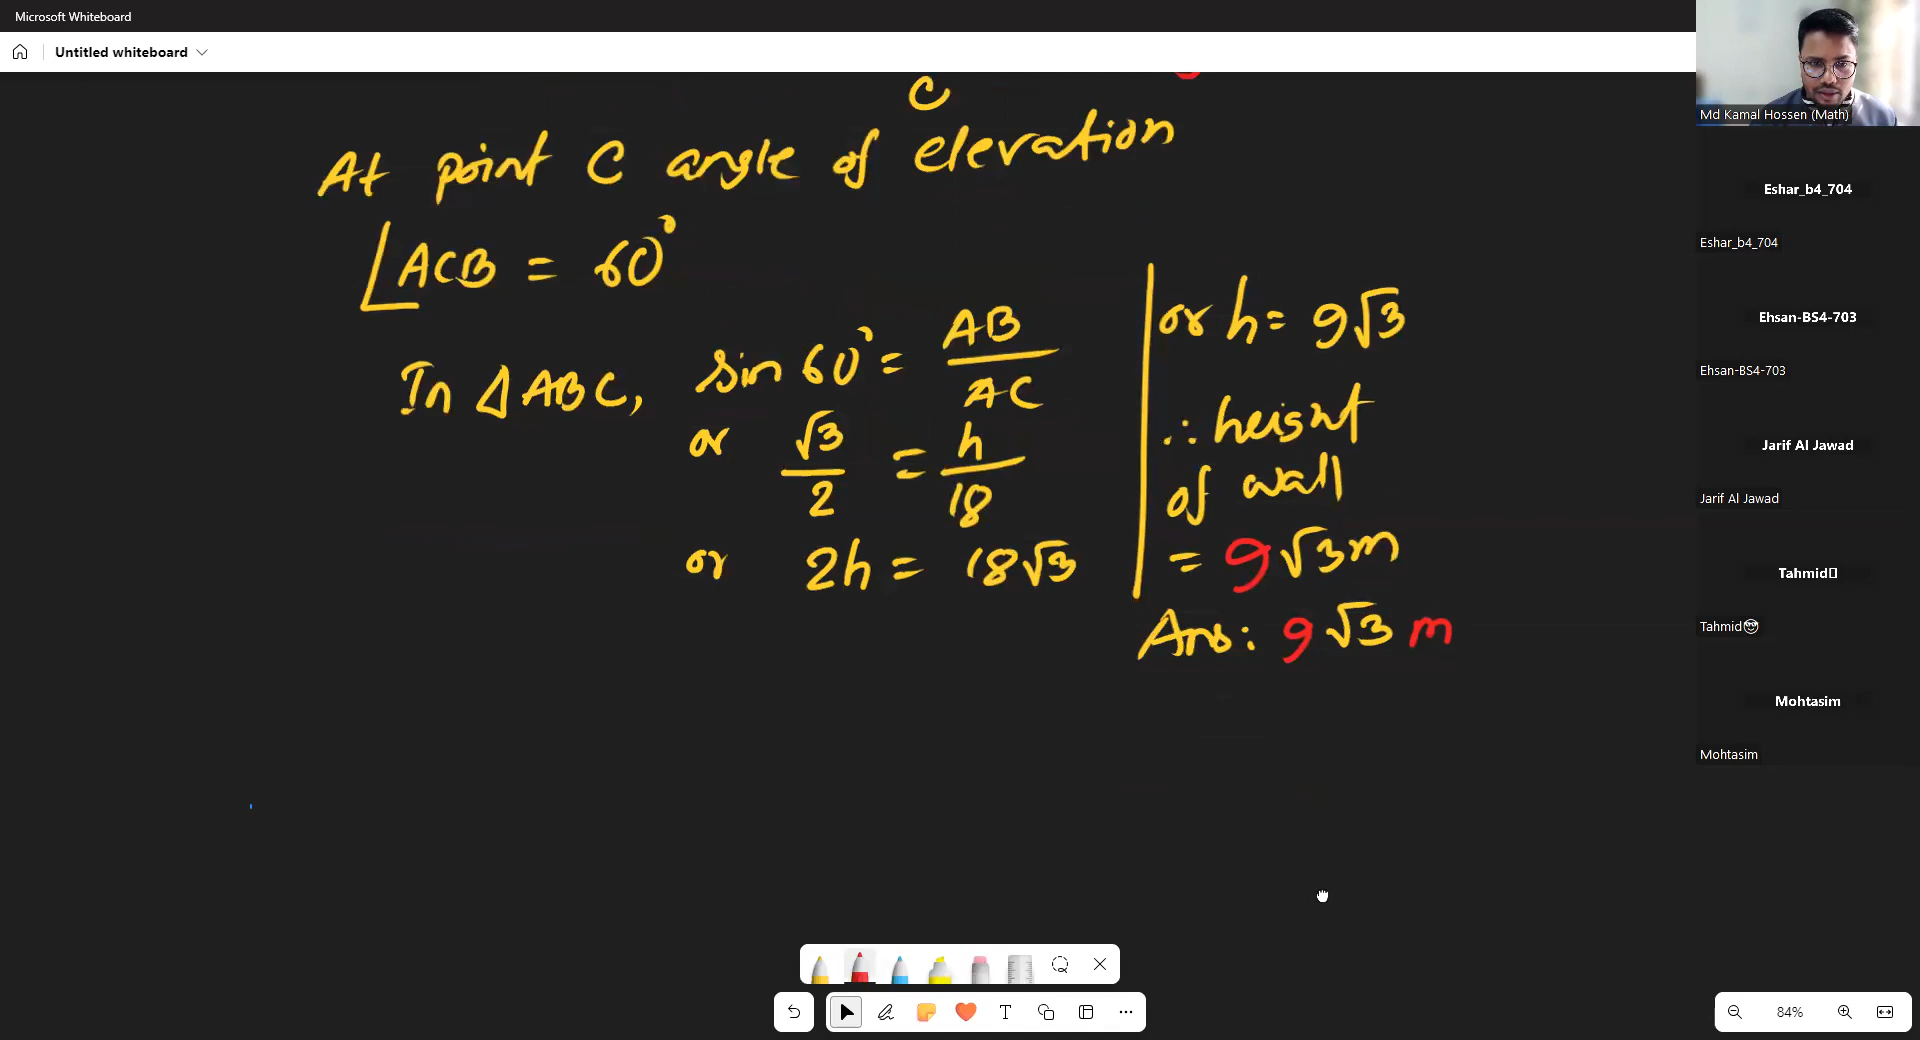 Microsoft Whiteboard
Untitled whiteboard
C
At point C angle of elevation
∠ACB = 60°
In ΔABC, sin 60° = AB/AC
or √3/2 = h/18
or 2h = 18√3
or h = 9√3
∴ height
of wall
= 9√3 m
Ans: 9√3 m
Md Kamal Hossen (Math)
Eshar_b4_704
Eshar_b4_704
Ehsan-BS4-703
Ehsan-BS4-703
Jarif Al Jawad
Jarif Al Jawad
Tahmid
Tahmid😎
Mohtasim
Mohtasim
T
84%